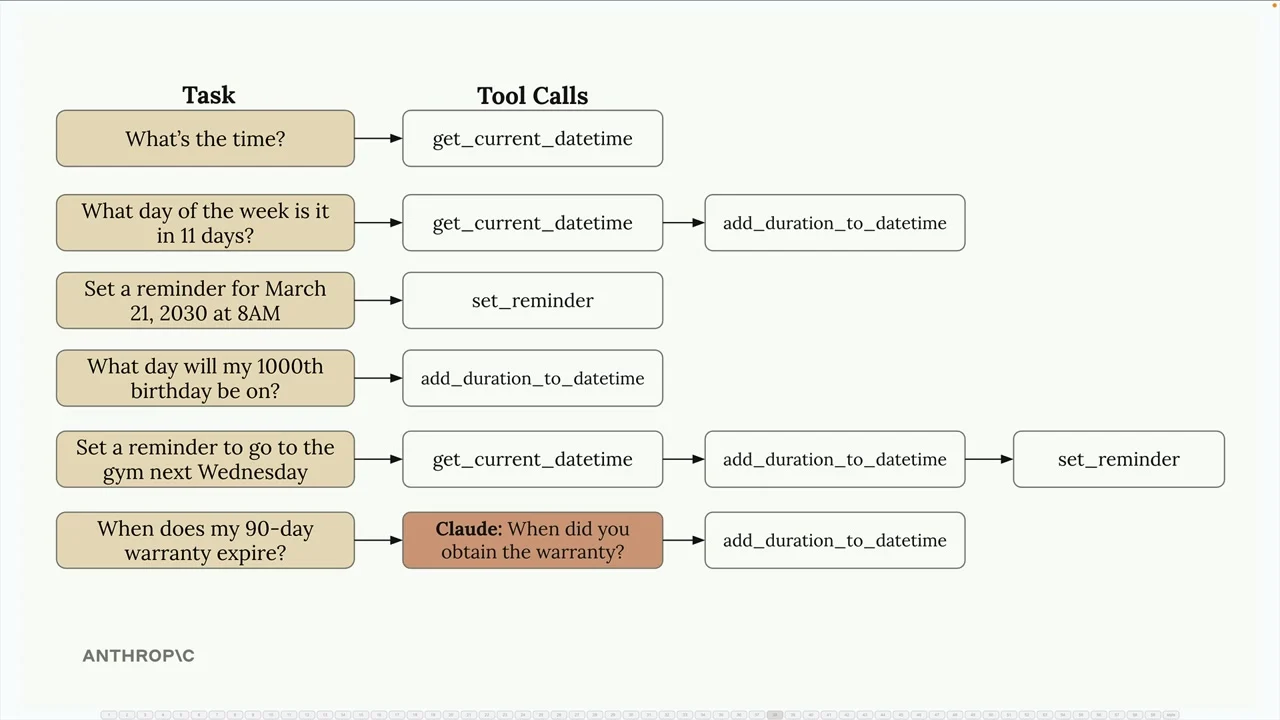 Task
Tool Calls
What's the time?
get_current_datetime
What day of the week is it
in 11 days?
get_current_datetime
add_duration_to_datetime
Set a reminder for March
21, 2030 at 8AM
set_reminder
What day will my 1000th
birthday be on?
add_duration_to_datetime
Set a reminder to go to the
gym next Wednesday
get_current_datetime
add_duration_to_datetime
set_reminder
When does my 90-day
warranty expire?
Claude: When did you
obtain the warranty?
add_duration_to_datetime
ANTHROP\C